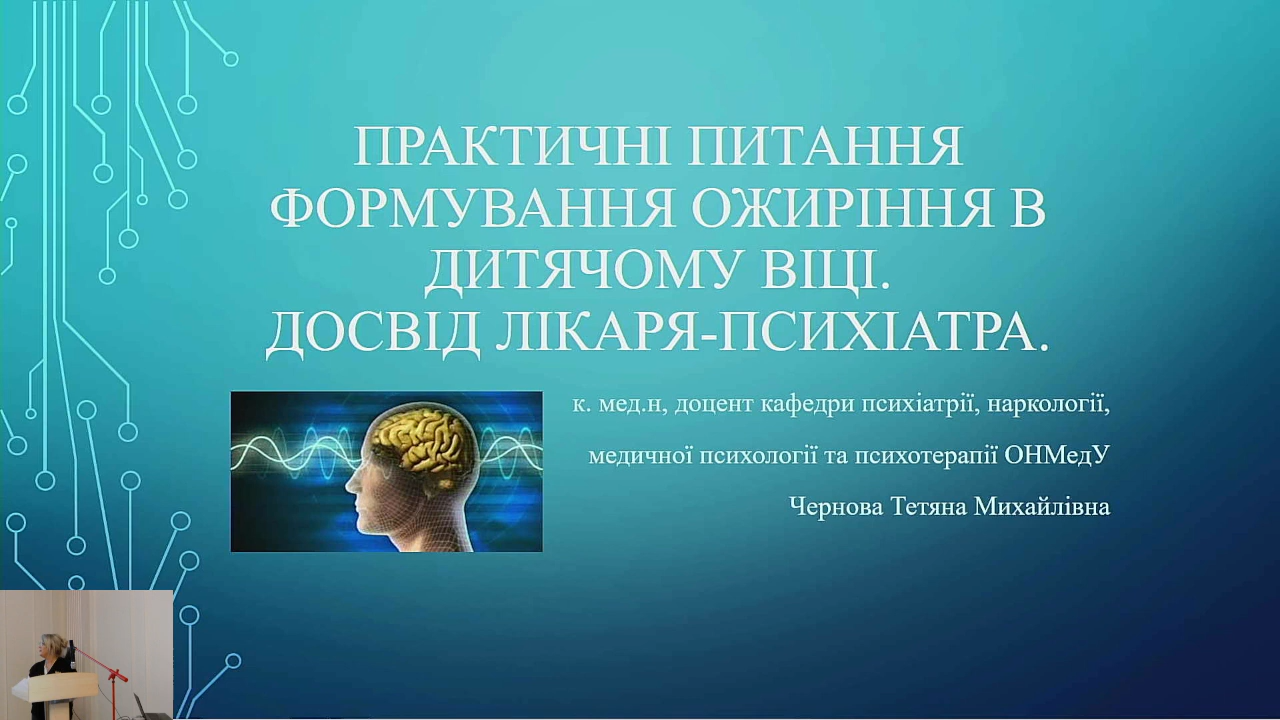 ПРАКТИЧНІ ПИТАННЯ
ФОРМУВАННЯ ОЖИРІННЯ В
ДИТЯЧОМУ ВІЦІ.
ДОСВІД ЛІКАРЯ-ПСИХІАТРА.
к. мед.н, доцент кафедри психіатрії, наркології,
медичної психології та психотерапії ОНМедУ
Чернова Тетяна Михайлівна